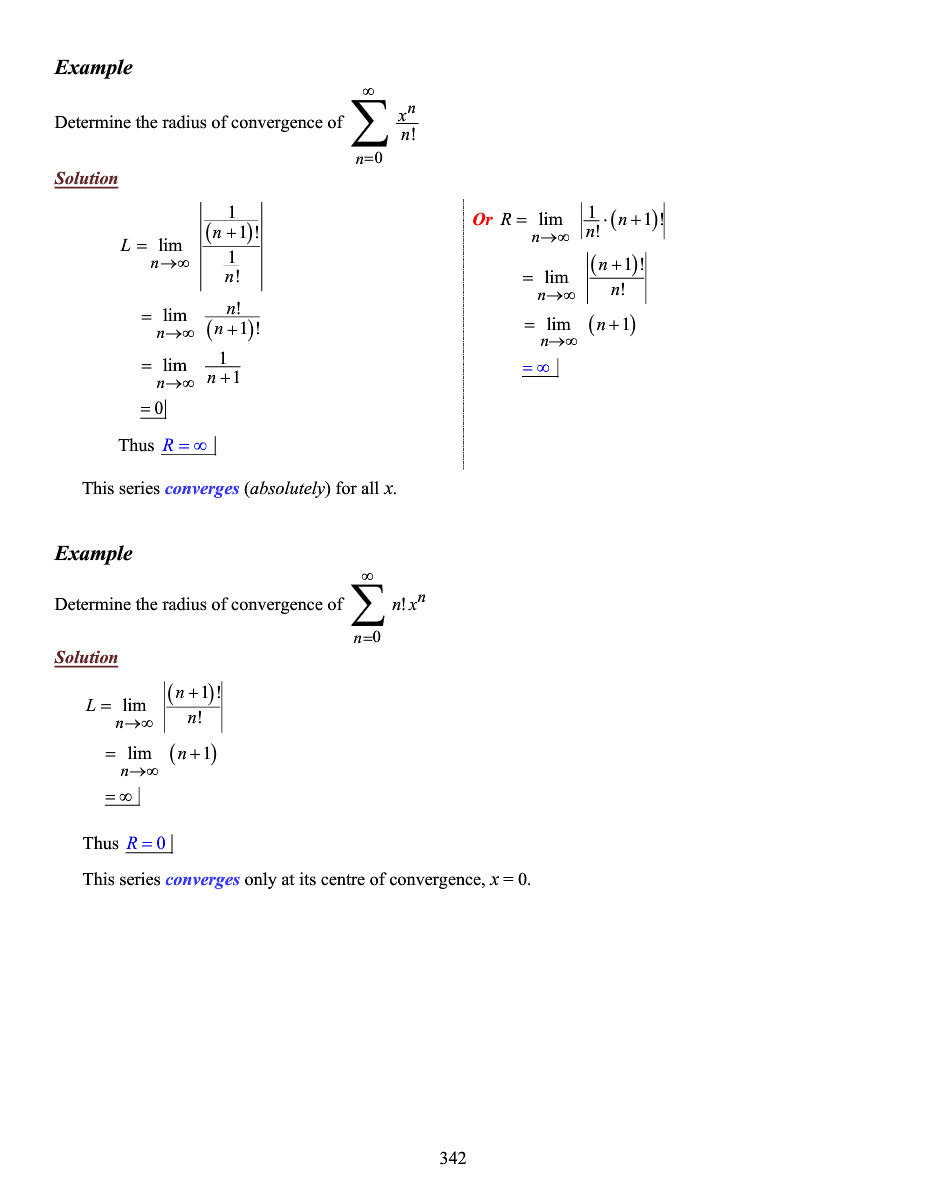 Example
Determine the radius of convergence of $\sum_{n=0}^{\infty} \frac{x^n}{n!}$
Solution
$L = \lim_{n\to\infty} \left| \frac{\frac{1}{(n+1)!}}{\frac{1}{n!}} \right|$
$= \lim_{n\to\infty} \frac{n!}{(n+1)!}$
$= \lim_{n\to\infty} \frac{1}{n+1}$
$= 0$
Thus $R = \infty$
Or $R = \lim_{n\to\infty} \left| \frac{1}{n!} \cdot (n+1)! \right|$
$= \lim_{n\to\infty} \left| \frac{(n+1)!}{n!} \right|$
$= \lim_{n\to\infty} (n+1)$
$= \infty$
This series converges (absolutely) for all x.
Example
Determine the radius of convergence of $\sum_{n=0}^{\infty} n! x^n$
Solution
$L = \lim_{n\to\infty} \left| \frac{(n+1)!}{n!} \right|$
$= \lim_{n\to\infty} (n+1)$
$= \infty$
Thus $R = 0$
This series converges only at its centre of convergence, x = 0.
342